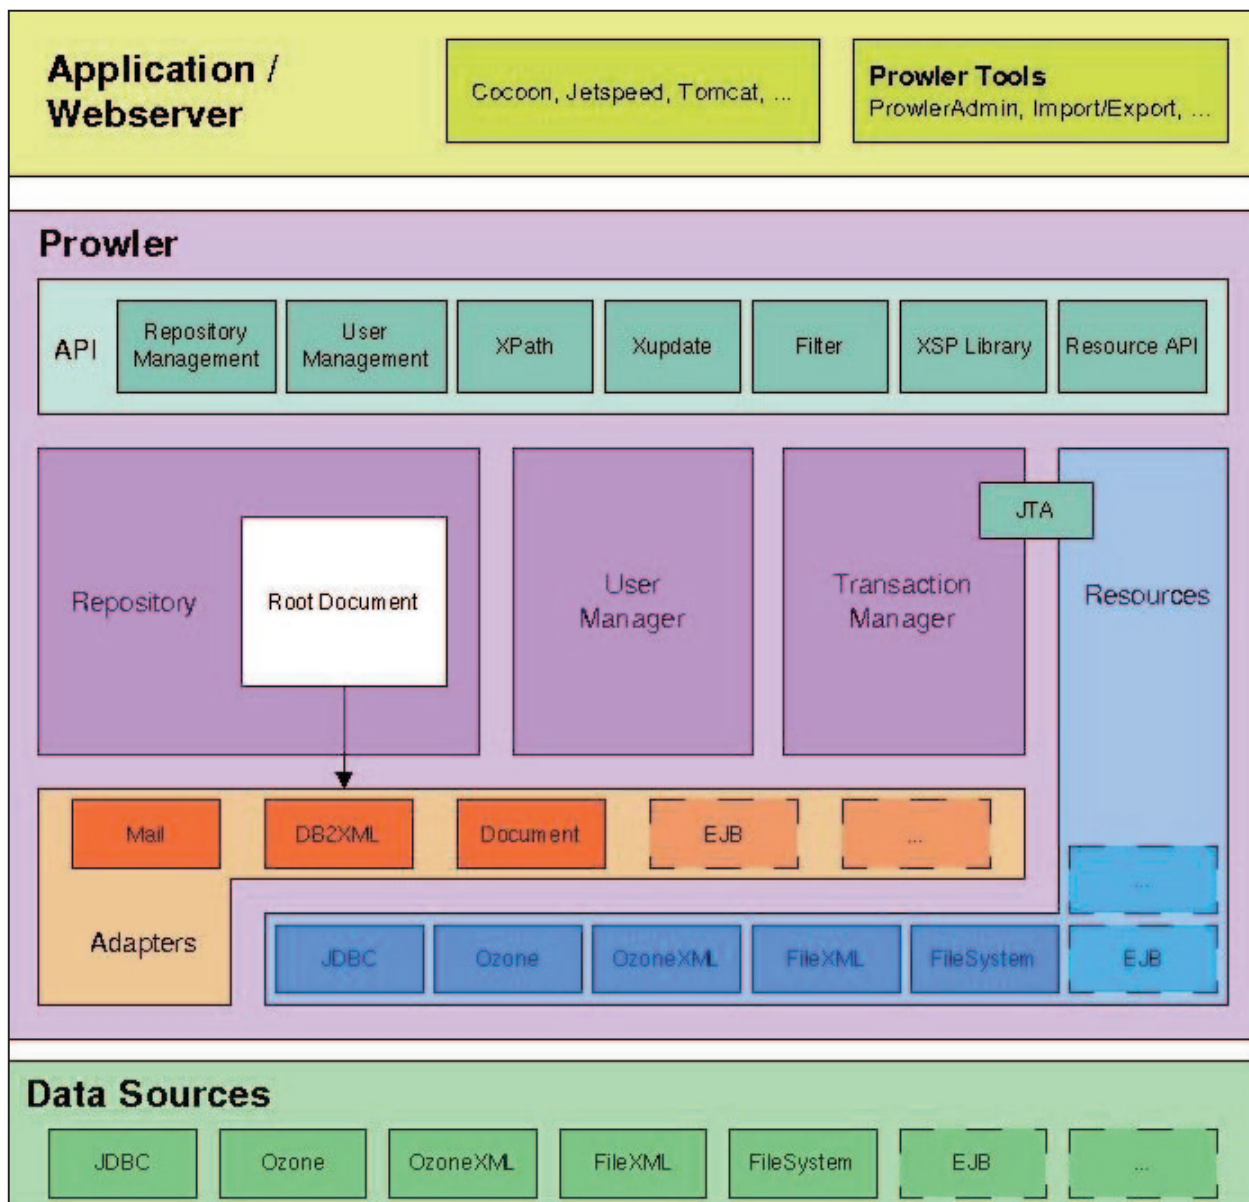 Application /
Webserver
Cocoon, Jetspeed, Tomcat, ...
Prowler Tools
ProwlerAdmin, Import/Export, ...
Prowler
API
Repository
Management
User
Management
XPath
Xupdate
Filter
XSP Library
Resource API
JTA
Repository
Root Document
User
Manager
Transaction
Manager
Resources
Mail
DB2XML
Document
EJB
...
...
Adapters
JDBC
Ozone
OzoneXML
FileXML
FileSystem
EJB
Data Sources
JDBC
Ozone
OzoneXML
FileXML
FileSystem
EJB
...